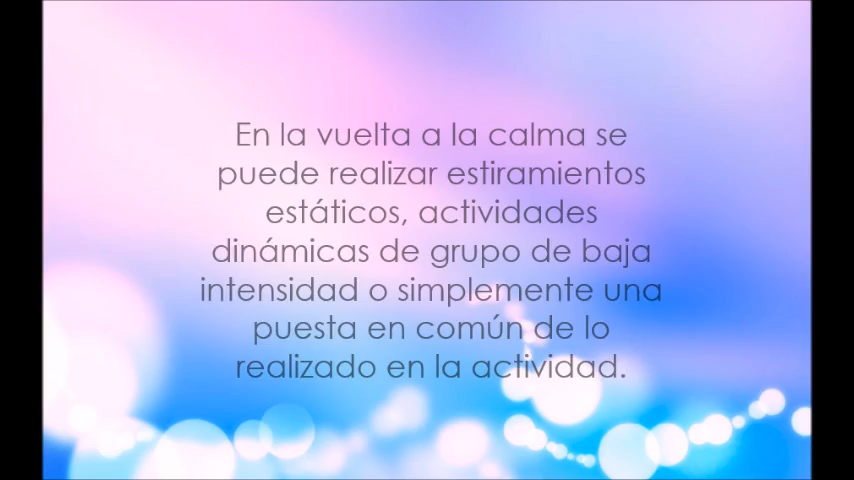 En la vuelta a la calma se
puede realizar estiramientos
estáticos, actividades
dinámicas de grupo de baja
intensidad o simplemente una
puesta en común de lo
realizado en la actividad.